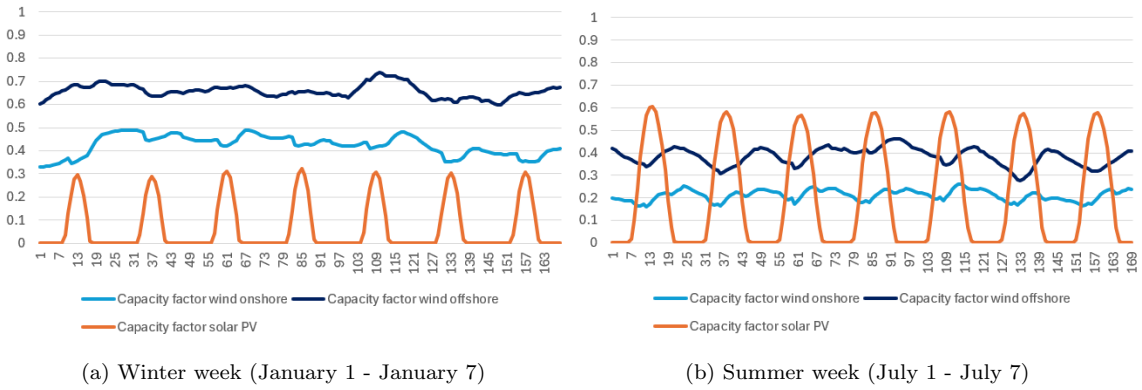 1
0.9
0.8
0.7
0.6
0.5
0.4
0.3
0.2
0.1
0
1 7 13 19 25 31 37 43 49 55 61 67 73 79 85 91 97 103 109 115 121 127 133 139 145 151 157 163
Capacity factor wind onshore Capacity factor wind offshore
Capacity factor solar PV
(a) Winter week (January 1 - January 7)
1
0.9
0.8
0.7
0.6
0.5
0.4
0.3
0.2
0.1
0
1 7 13 19 25 31 37 43 49 55 61 67 73 79 85 91 97 103 109 115 121 127 133 139 145 151 157 163 169
Capacity factor wind onshore Capacity factor wind offshore
Capacity factor solar PV
(b) Summer week (July 1 - July 7)